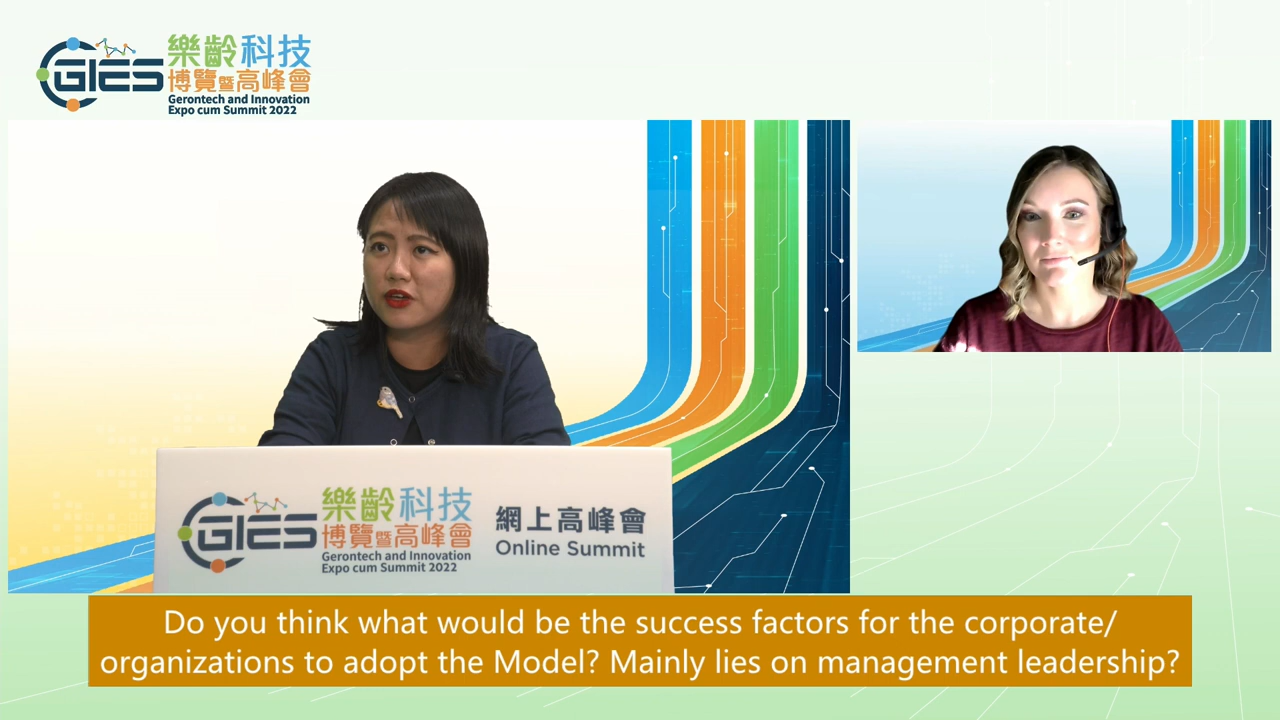 GIES
樂齡科技
博覽暨高峰會
Gerontech and Innovation
Expo cum Summit 2022
GIES
樂齡科技
博覽暨高峰會
Gerontech and Innovation
Expo cum Summit 2022
網上高峰會
Online Summit
Do you think what would be the success factors for the corporate/
organizations to adopt the Model? Mainly lies on management leadership?